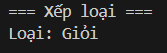 === Xếp loại ===
Loại: Giỏi